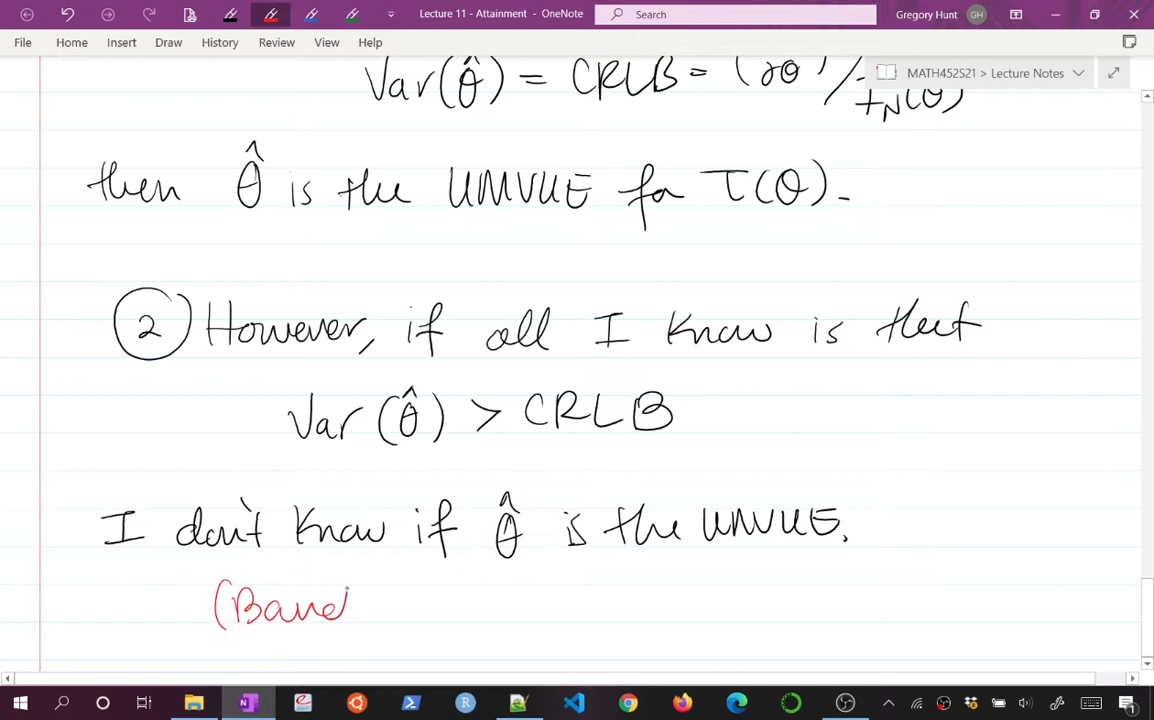 Lecture 11 - Attainment - OneNote
Search
Gregory Hunt GH
File Home Insert Draw History Review View Help
MATH452S21 > Lecture Notes
Var(θ̂) = CRLB =
then θ̂ is the UMVUE for τ(θ).
2 However, if all I know is that
Var(θ̂) > CRLB
I don't know if θ̂ is the UMVUE.